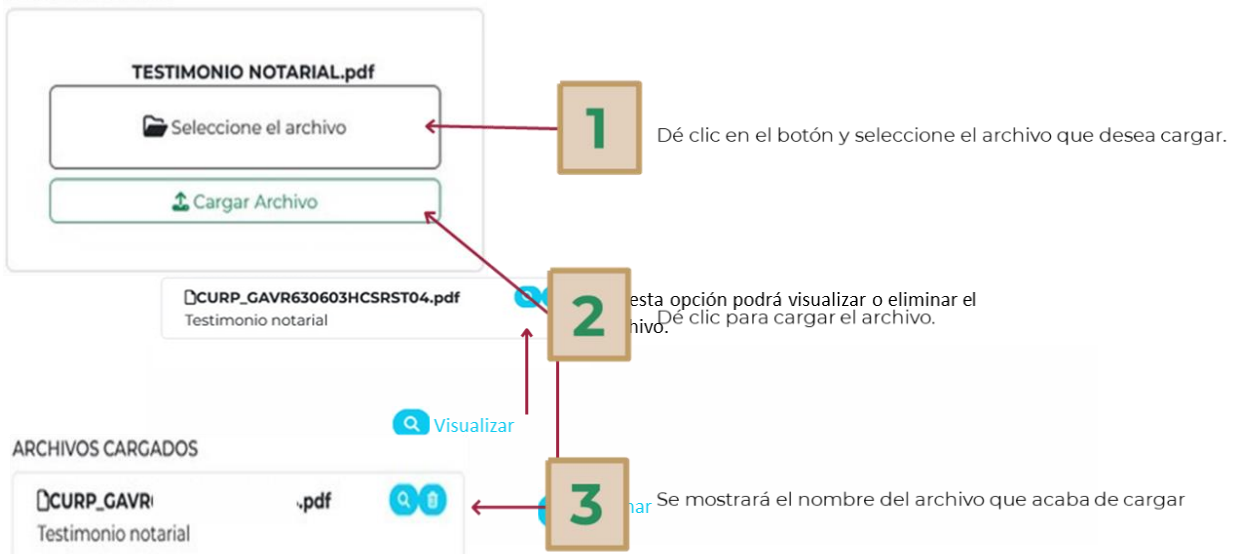 TESTIMONIO NOTARIAL.pdf
Seleccione el archivo
1
Dé clic en el botón y seleccione el archivo que desea cargar.
Cargar Archivo
CURP_GAVR630603HCSRST04.pdf
Testimonio notarial
2
esta opción podrá visualizar o eliminar el
Dé clic para cargar el archivo.
Visualizar
ARCHIVOS CARGADOS
CURP_GAVR .pdf
Testimonio notarial
3
Se mostrará el nombre del archivo que acaba de cargar